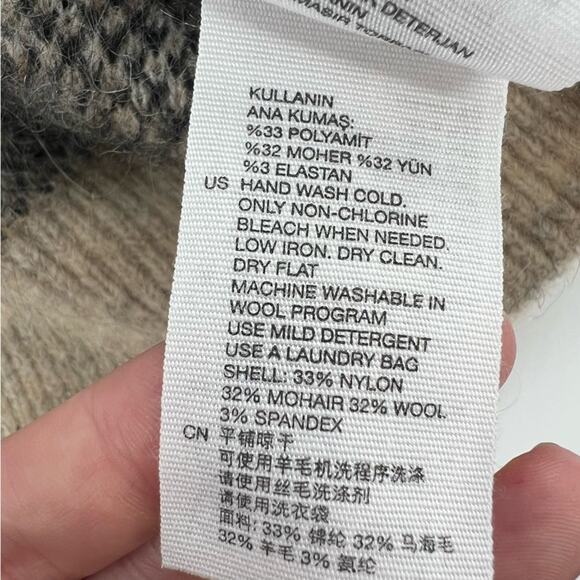 DETERJAN
KULLANIN
ANA KUMAŞ:
%33 POLYAMİT
%32 MOHER %32 YÜN
%3 ELASTAN
US HAND WASH COLD.
ONLY NON-CHLORINE
BLEACH WHEN NEEDED.
LOW IRON. DRY CLEAN.
DRY FLAT
MACHINE WASHABLE IN
WOOL PROGRAM
USE MILD DETERGENT
USE A LAUNDRY BAG
SHELL: 33% NYLON
32% MOHAIR 32% WOOL
3% SPANDEX
CN 平铺晾干
可使用羊毛机洗程序洗涤
请使用丝毛洗涤剂
请使用洗衣袋
面料: 33% 锦纶 32% 马海毛
32% 羊毛 3% 氨纶